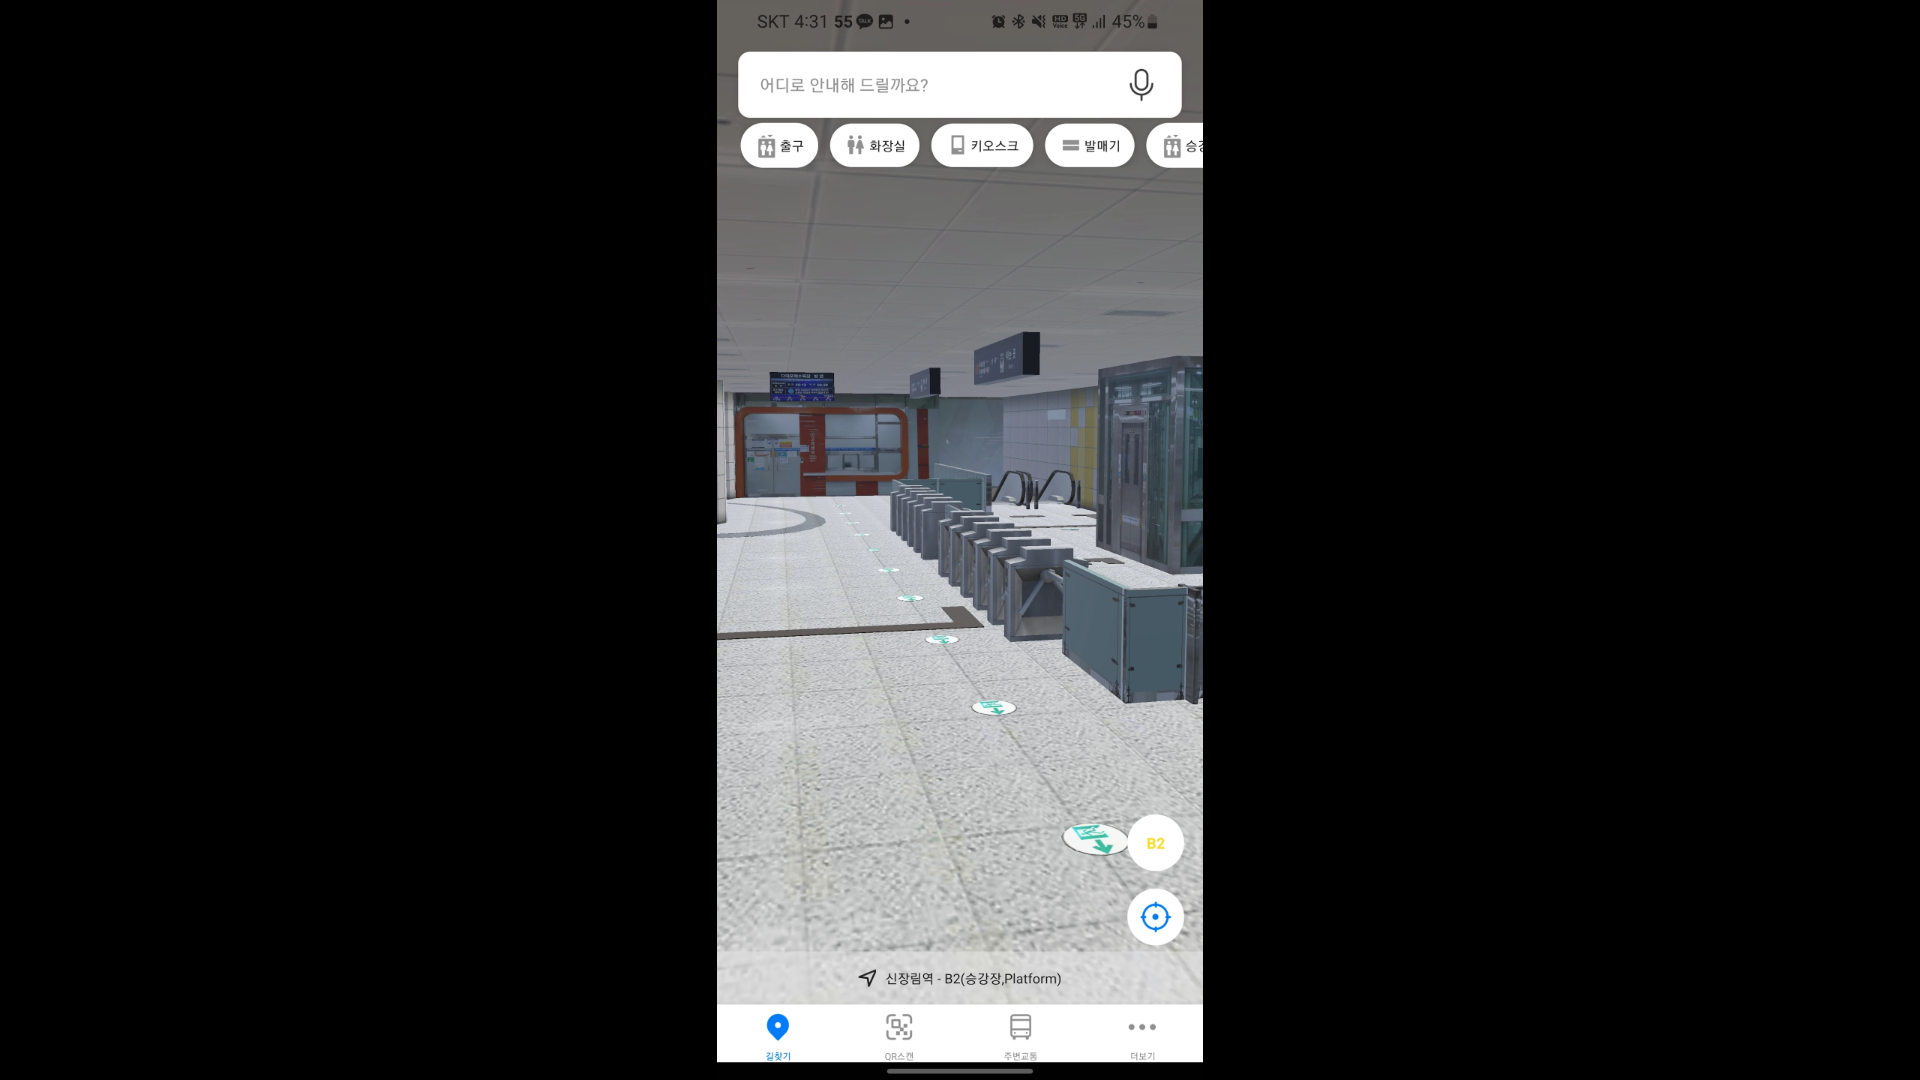 SKT 4:31 55
45%
어디로 안내해 드릴까요?
출구
화장실
키오스크
발매기
승강
B2
신장림역 - B2(승강장,Platform)
길찾기
QR스캔
주변교통
더보기